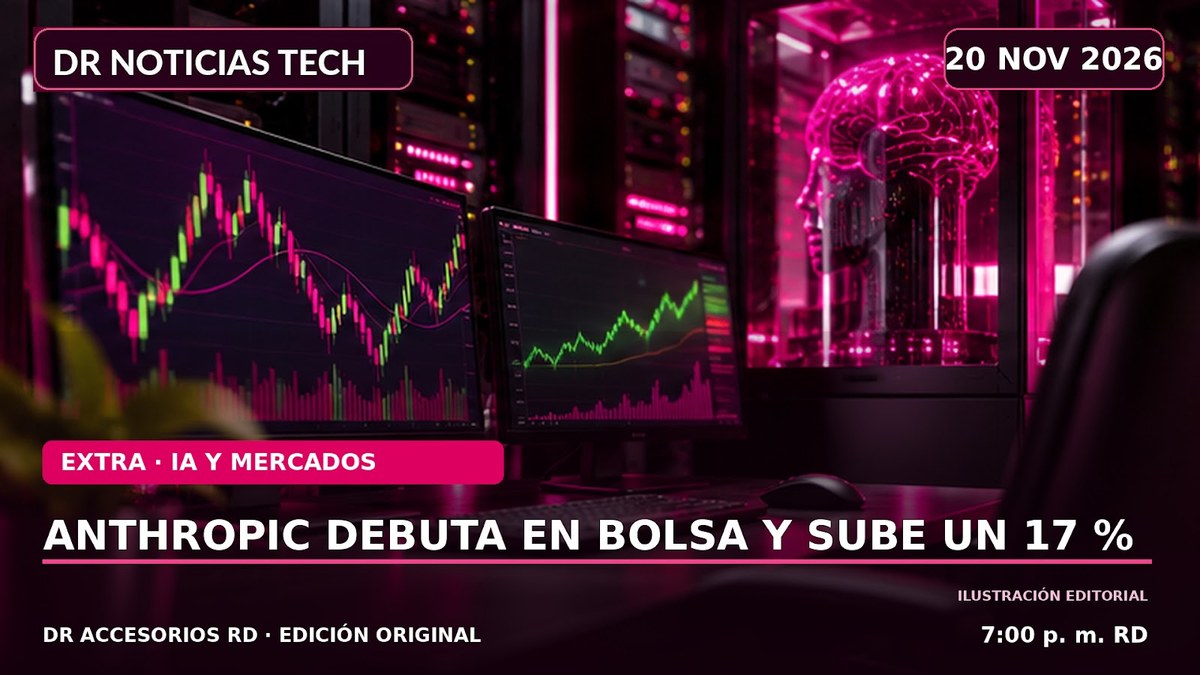 DR NOTICIAS TECH
20 NOV 2026
EXTRA · IA Y MERCADOS
ANTHROPIC DEBUTA EN BOLSA Y SUBE UN 17 %
ILUSTRACIÓN EDITORIAL
DR ACCESORIOS RD · EDICIÓN ORIGINAL
7:00 p. m. RD